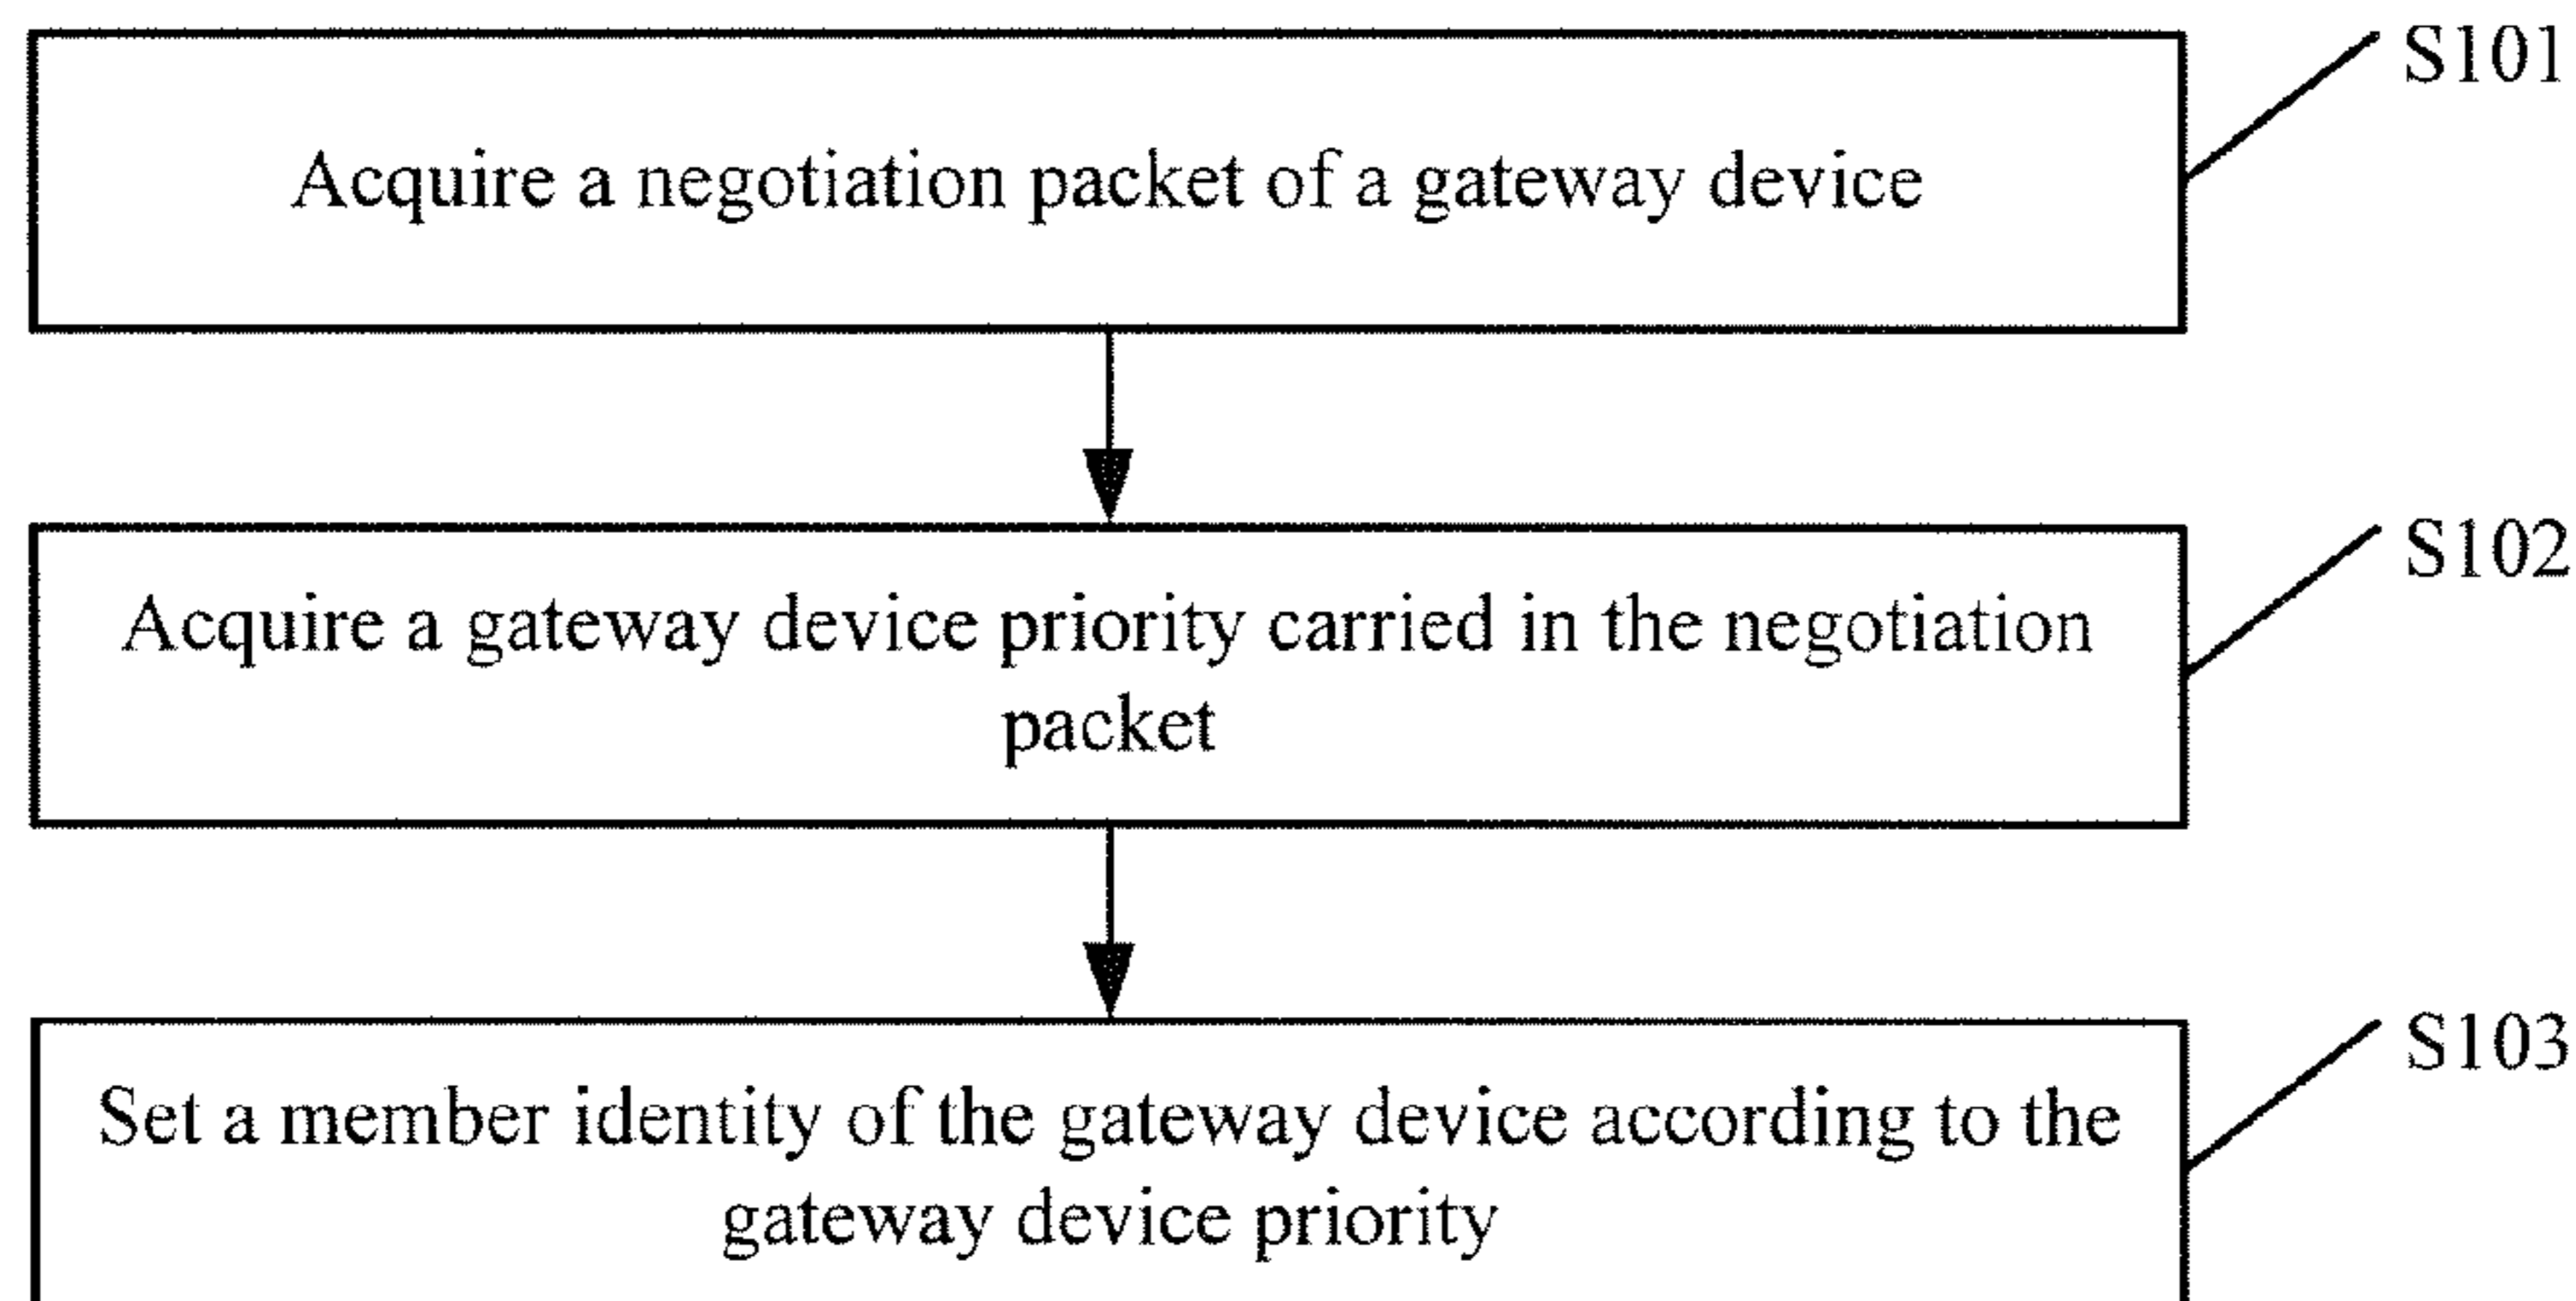 S101
Acquire a negotiation packet of a gateway device
S102
Acquire a gateway device priority carried in the negotiation
packet
S103
Set a member identity of the gateway device according to the
gateway device priority